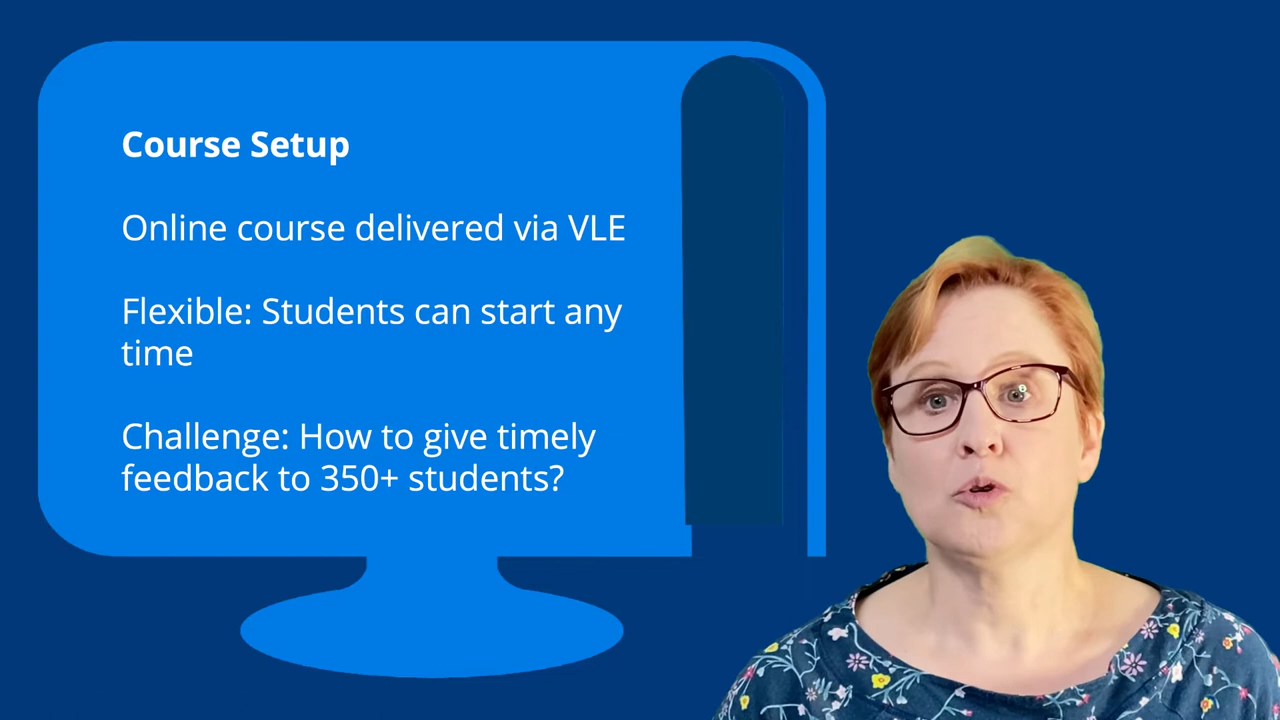 Course Setup
Online course delivered via VLE
Flexible: Students can start any
time
Challenge: How to give timely
feedback to 350+ students?